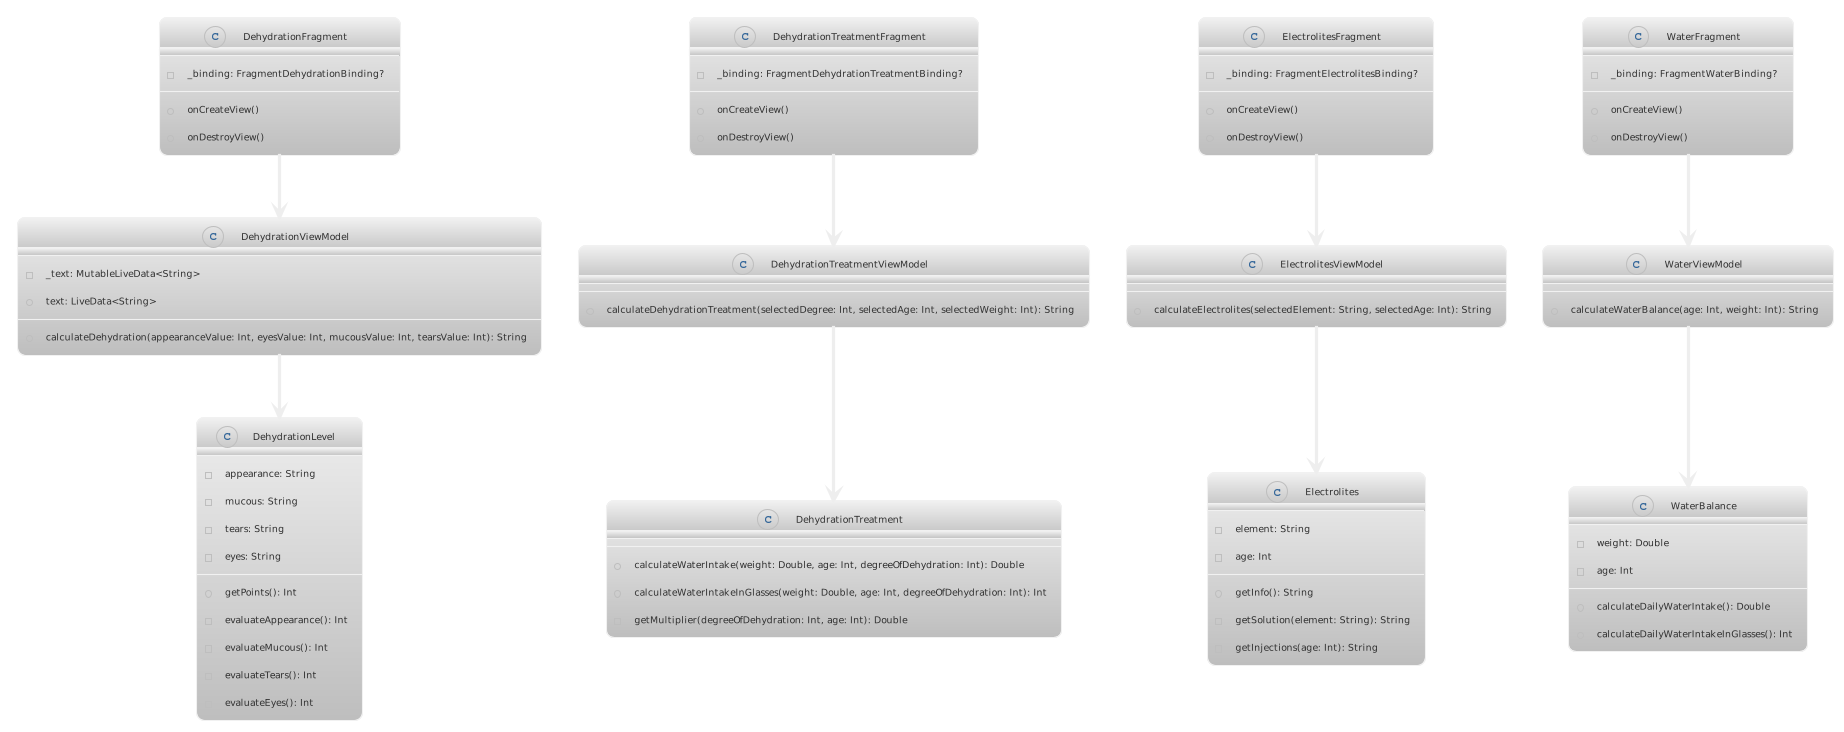 C DehydrationFragment
_binding: FragmentDehydrationBinding?
onCreateView()
onDestroyView()
C DehydrationTreatmentFragment
_binding: FragmentDehydrationTreatmentBinding?
onCreateView()
onDestroyView()
C ElectrolitesFragment
_binding: FragmentElectrolitesBinding?
onCreateView()
onDestroyView()
C WaterFragment
_binding: FragmentWaterBinding?
onCreateView()
onDestroyView()
C DehydrationViewModel
_text: MutableLiveData<String>
text: LiveData<String>
calculateDehydration(appearanceValue: Int, eyesValue: Int, mucousValue: Int, tearsValue: Int): String
C DehydrationTreatmentViewModel
calculateDehydrationTreatment(selectedDegree: Int, selectedAge: Int, selectedWeight: Int): String
C ElectrolitesViewModel
calculateElectrolites(selectedElement: String, selectedAge: Int): String
C WaterViewModel
calculateWaterBalance(age: Int, weight: Int): String
C DehydrationLevel
appearance: String
mucous: String
tears: String
eyes: String
getPoints(): Int
evaluateAppearance(): Int
evaluateMucous(): Int
evaluateTears(): Int
evaluateEyes(): Int
C DehydrationTreatment
calculateWaterIntake(weight: Double, age: Int, degreeOfDehydration: Int): Double
calculateWaterIntakeInGlasses(weight: Double, age: Int, degreeOfDehydration: Int): Int
getMultiplier(degreeOfDehydration: Int, age: Int): Double
C Electrolites
element: String
age: Int
getInfo(): String
getSolution(element: String): String
getInjections(age: Int): String
C WaterBalance
weight: Double
age: Int
calculateDailyWaterIntake(): Double
calculateDailyWaterIntakeInGlasses(): Int